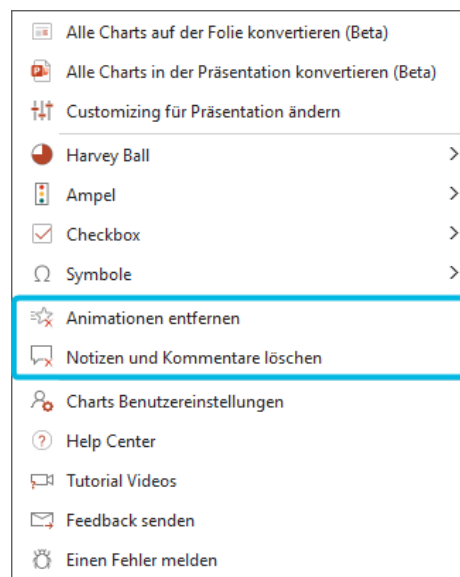 Alle Charts auf der Folie konvertieren (Beta)
Alle Charts in der Präsentation konvertieren (Beta)
Customizing für Präsentation ändern
Harvey Ball
Ampel
Checkbox
Ω Symbole
Animationen entfernen
Notizen und Kommentare löschen
Charts Benutzereinstellungen
? Help Center
Tutorial Videos
Feedback senden
Einen Fehler melden